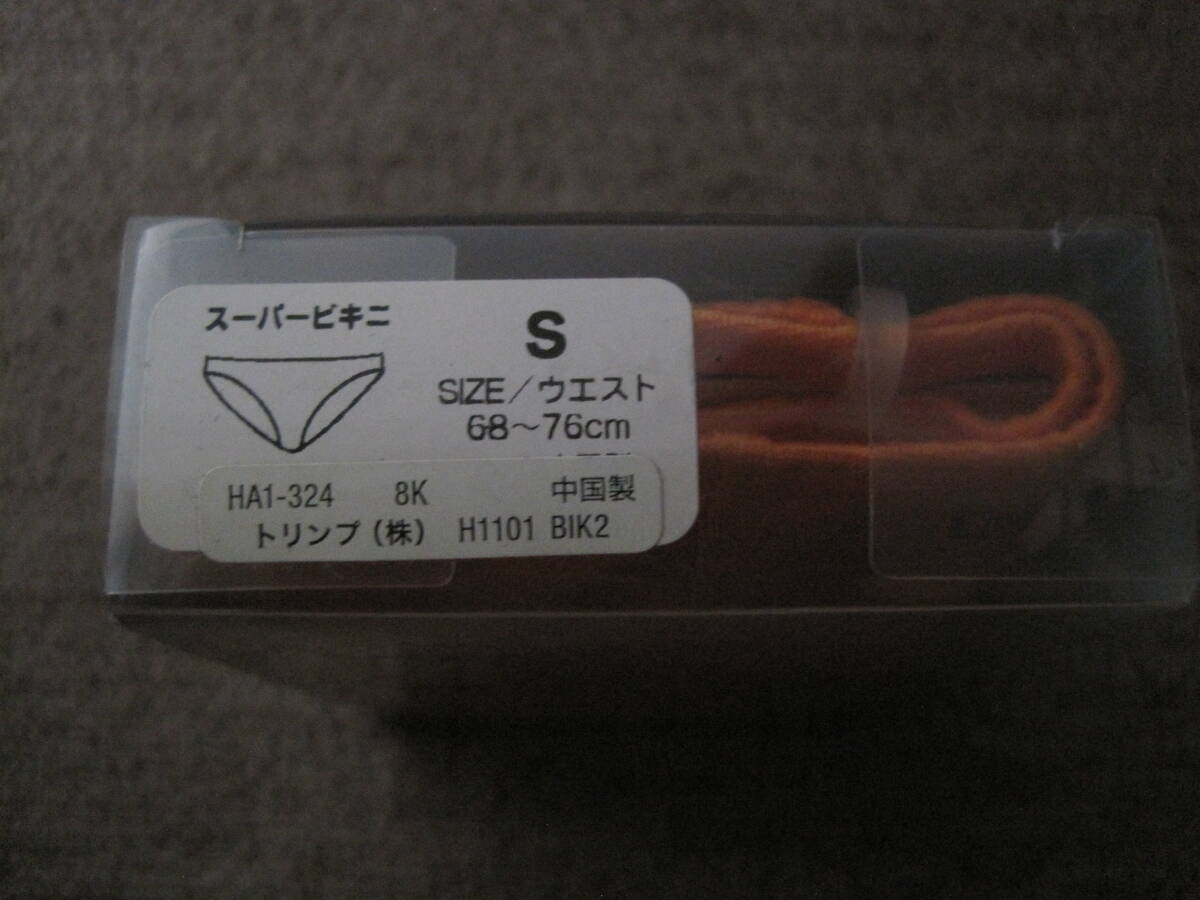 スーパービキニ
S
SIZE/ウエスト
68〜76cm
HA1-324 8K 中国製
トリンプ(株) H1101 BIK2